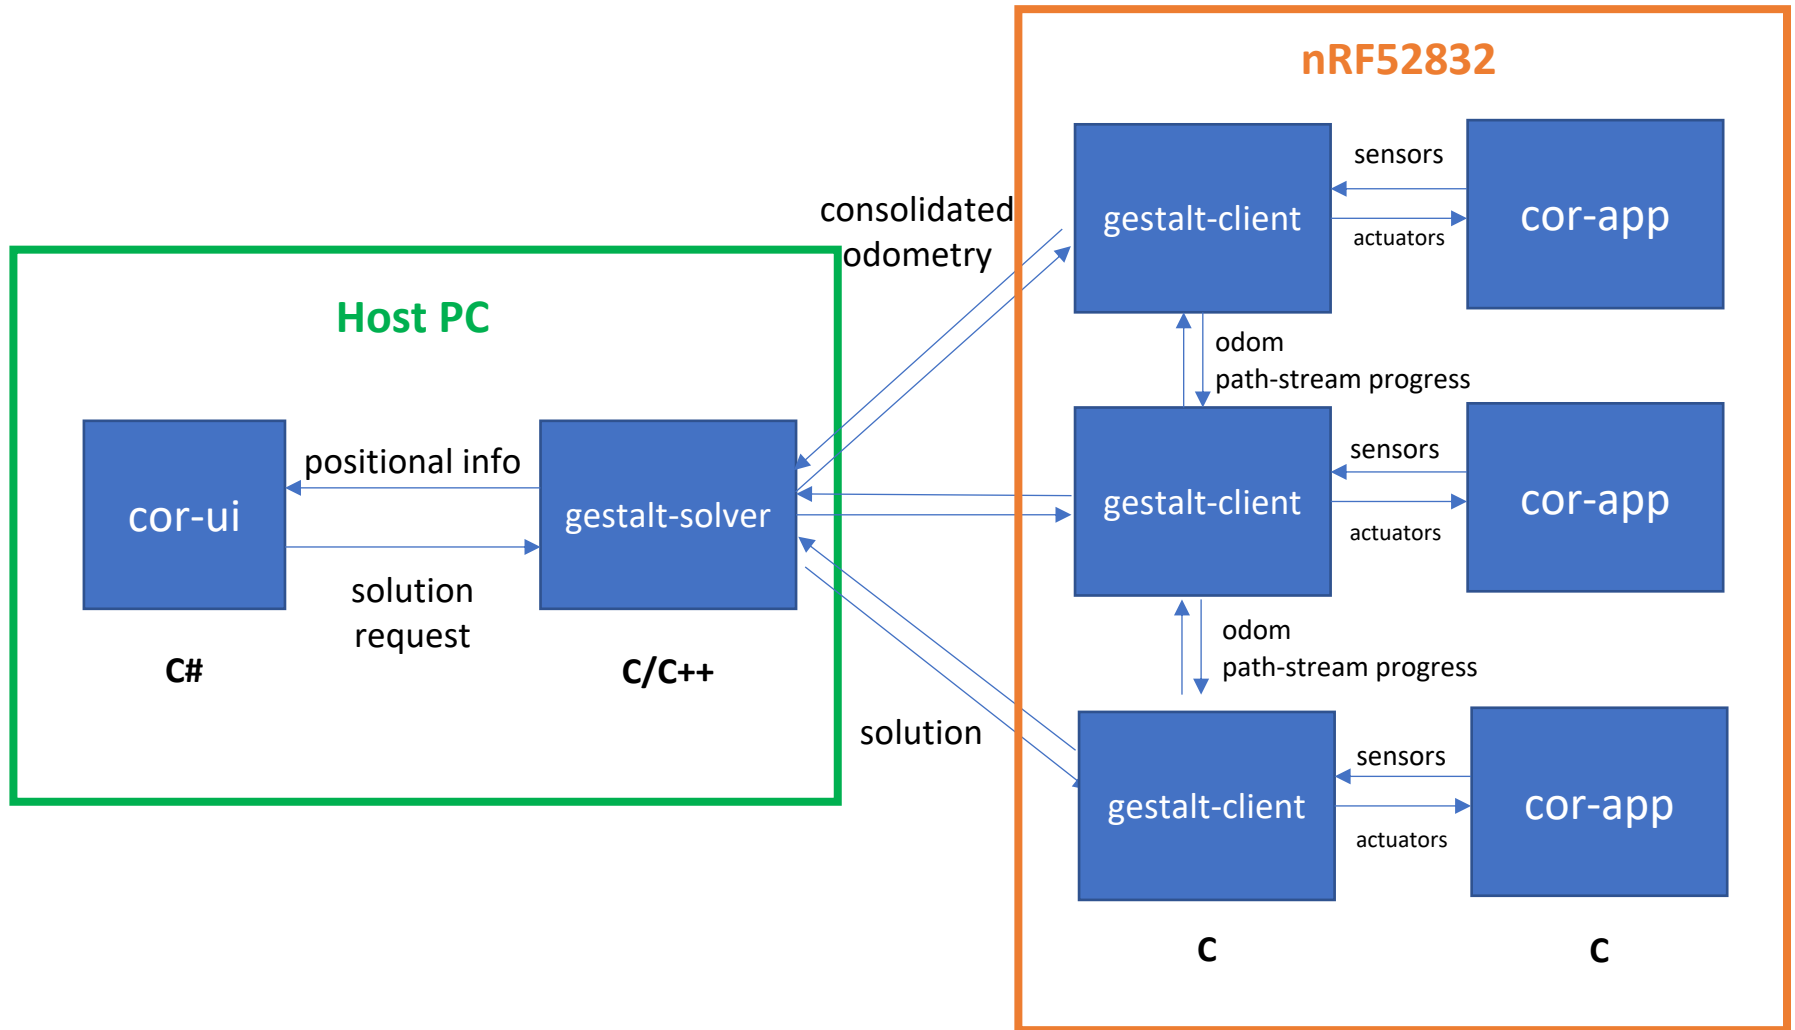 nRF52832
sensors
gestalt-client
cor-app
actuators
consolidated
odometry
Host PC
odom
path-stream progress
positional info
sensors
cor-ui
gestalt-solver
gestalt-client
cor-app
actuators
solution
request
C#
C/C++
odom
path-stream progress
solution
sensors
gestalt-client
cor-app
actuators
C
C